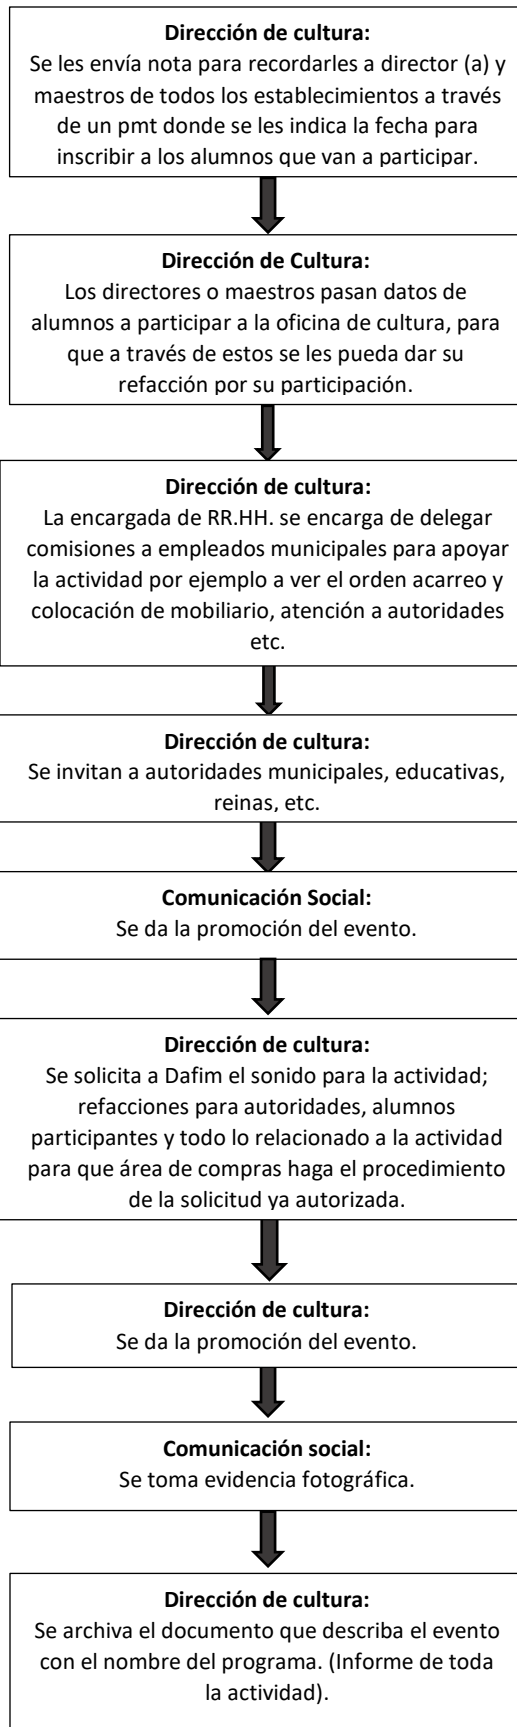 Dirección de cultura:
Se les envía nota para recordarles a director (a) y
maestros de todos los establecimientos a través
de un pmt donde se les indica la fecha para
inscribir a los alumnos que van a participar.
Dirección de Cultura:
Los directores o maestros pasan datos de
alumnos a participar a la oficina de cultura, para
que a través de estos se les pueda dar su
refacción por su participación.
Dirección de cultura:
La encargada de RR.HH. se encarga de delegar
comisiones a empleados municipales para apoyar
la actividad por ejemplo a ver el orden acarreo y
colocación de mobiliario, atención a autoridades
etc.
Dirección de cultura:
Se invitan a autoridades municipales, educativas,
reinas, etc.
Comunicación Social:
Se da la promoción del evento.
Dirección de cultura:
Se solicita a Dafim el sonido para la actividad;
refacciones para autoridades, alumnos
participantes y todo lo relacionado a la actividad
para que área de compras haga el procedimiento
de la solicitud ya autorizada.
Dirección de cultura:
Se da la promoción del evento.
Comunicación social:
Se toma evidencia fotográfica.
Dirección de cultura:
Se archiva el documento que describa el evento
con el nombre del programa. (Informe de toda
la actividad).